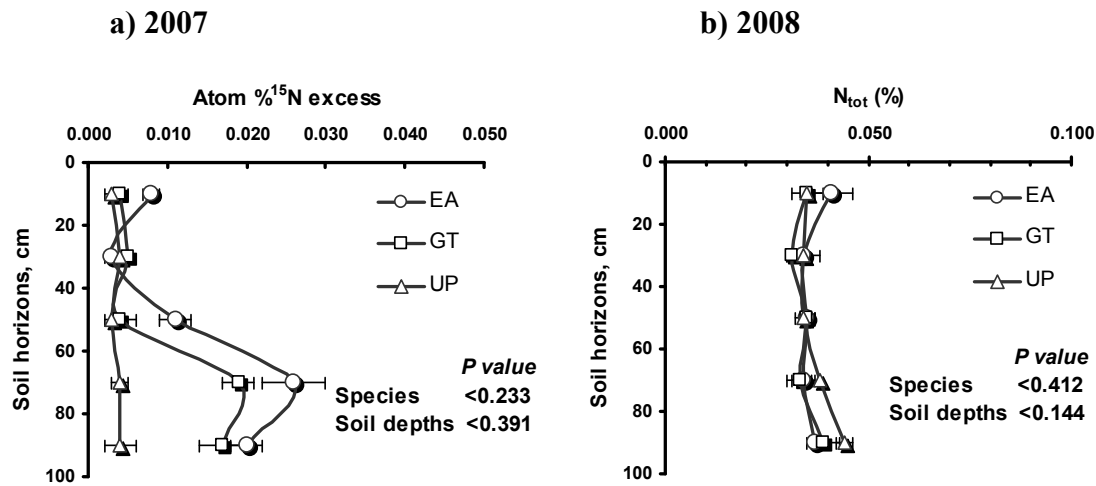 a) 2007
b) 2008
Atom %¹⁵N excess
0.000 0.010 0.020 0.030 0.040 0.050
0
20
40
60
80
100
Soil horizons, cm
EA
GT
UP
P value
Species <0.233
Soil depths <0.391
N_tot (%)
0.000 0.050 0.100
0
20
40
60
80
100
Soil horizons, cm
EA
GT
UP
P value
Species <0.412
Soil depths <0.144